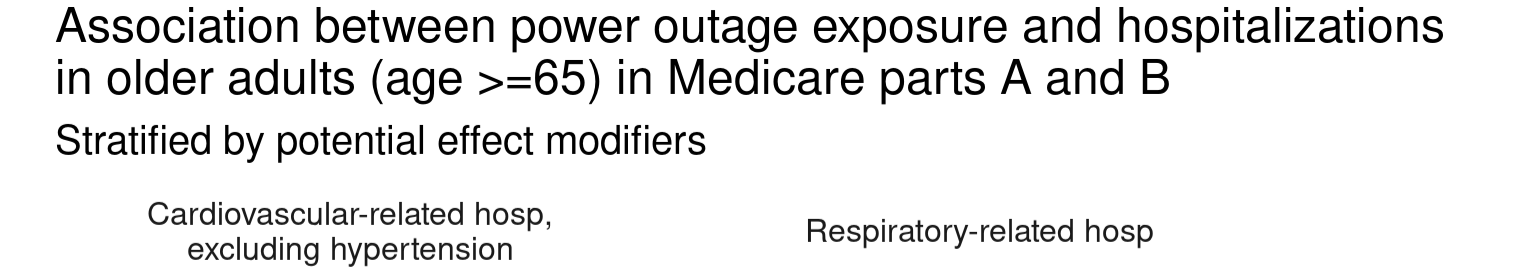 Association between power outage exposure and hospitalizations
in older adults (age >=65) in Medicare parts A and B
Stratified by potential effect modifiers
Cardiovascular-related hosp,
excluding hypertension
Respiratory-related hosp